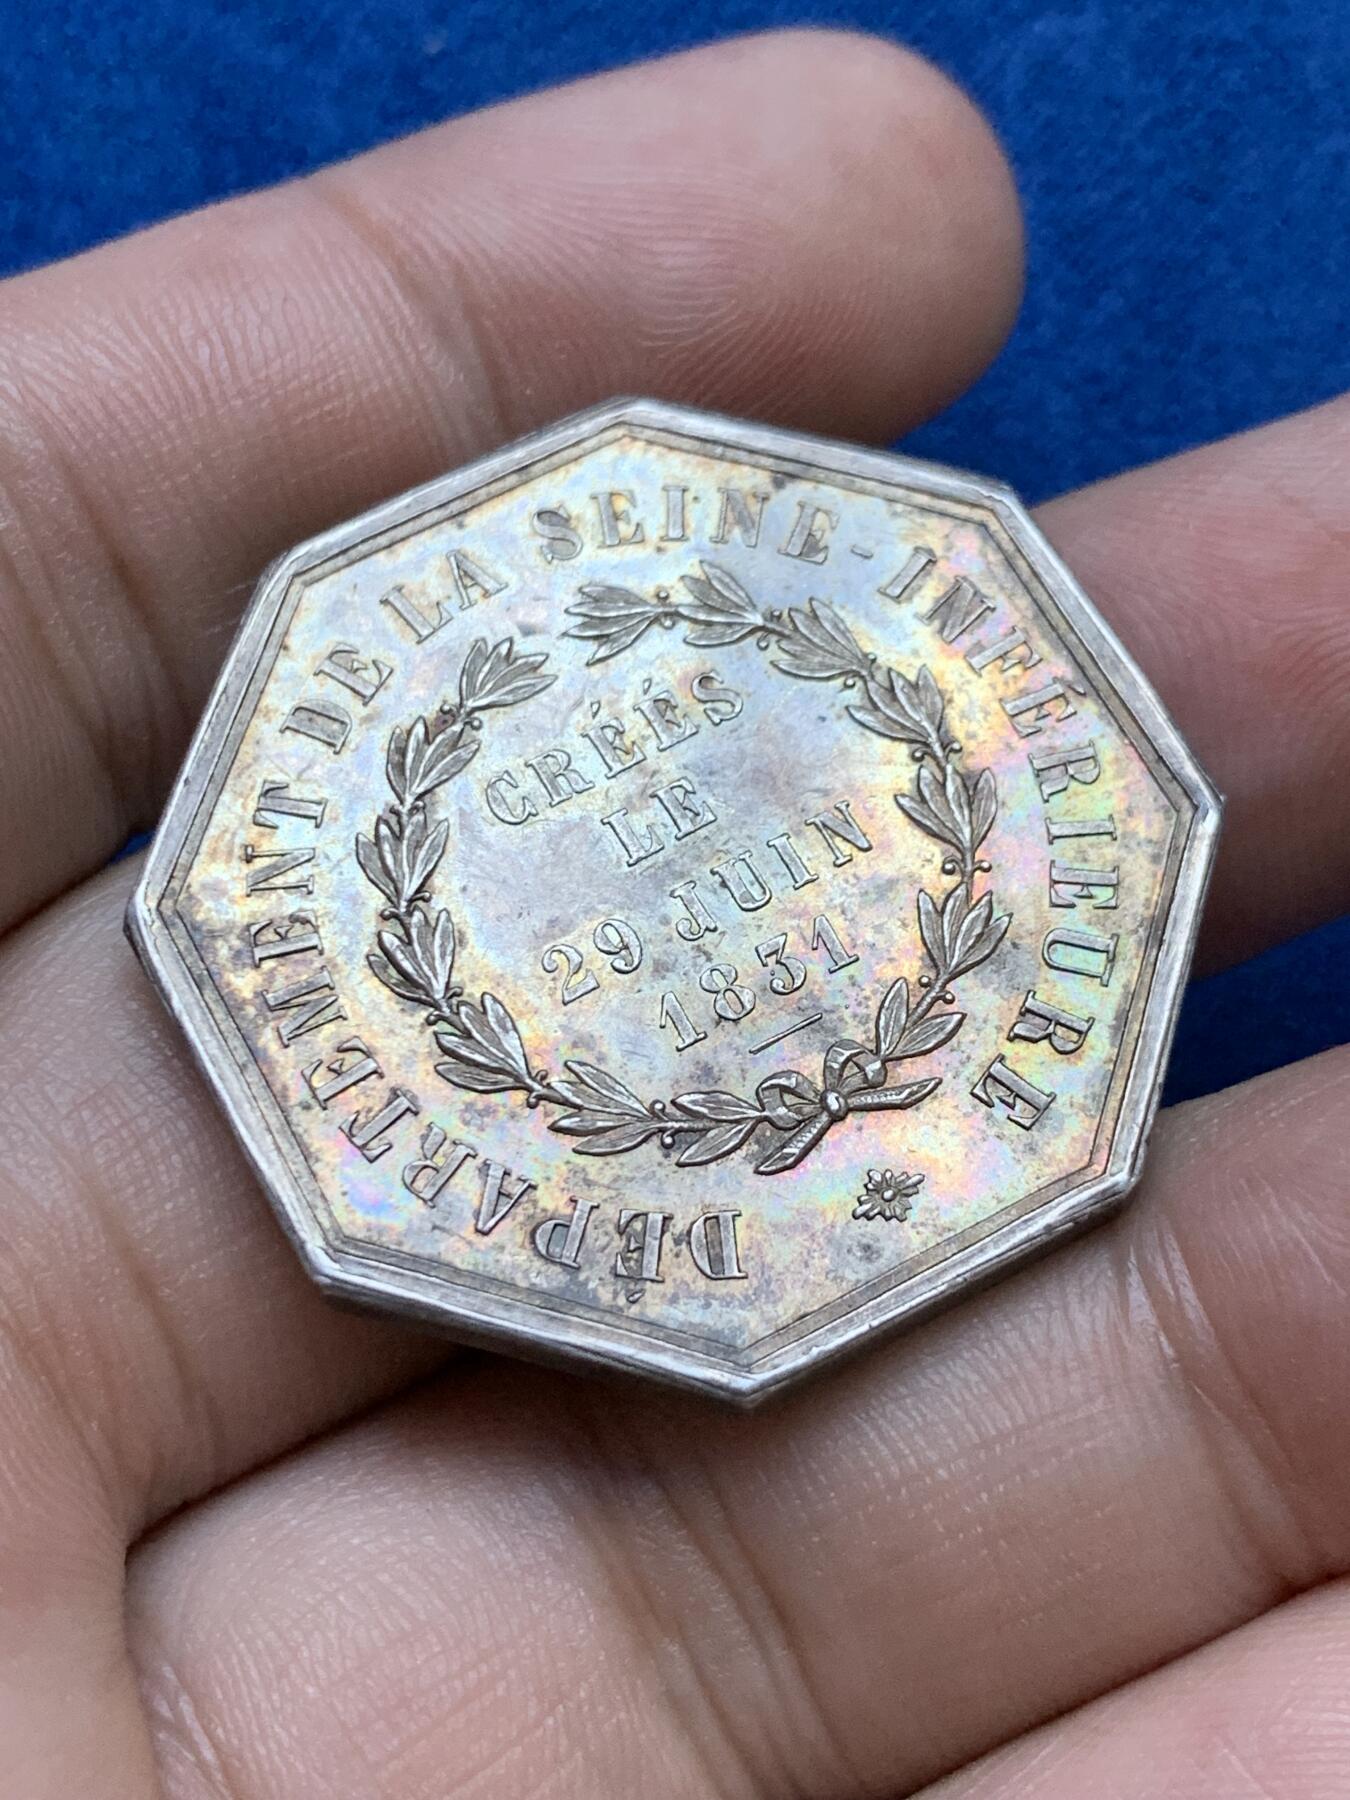 DÉPARTEMENT DE LA SEINE-INFÉRIEURE
CRÉÉS
LE
29 JUIN
1831